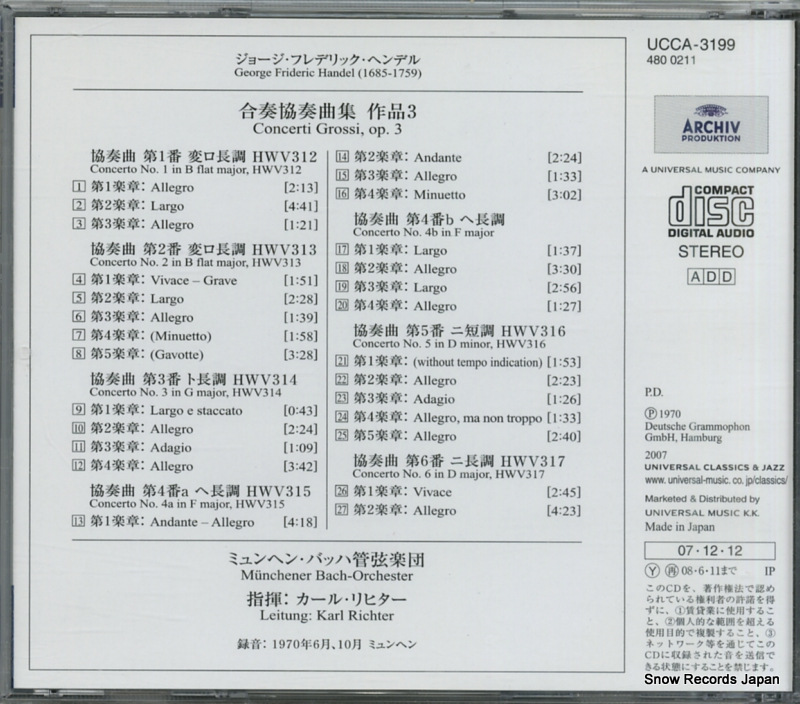 ジョージ・フレデリック・ヘンデル
George Frideric Handel (1685-1759)
合奏協奏曲集 作品3
Concerti Grossi, op. 3
協奏曲 第1番 変ロ長調 HWV312
Concerto No. 1 in B flat major, HWV312
1 第1楽章: Allegro [2:13]
2 第2楽章: Largo [4:41]
3 第3楽章: Allegro [1:21]
協奏曲 第2番 変ロ長調 HWV313
Concerto No. 2 in B flat major, HWV313
4 第1楽章: Vivace – Grave [1:51]
5 第2楽章: Largo [2:28]
6 第3楽章: Allegro [1:39]
7 第4楽章: (Minuetto) [1:58]
8 第5楽章: (Gavotte) [3:28]
協奏曲 第3番 ト長調 HWV314
Concerto No. 3 in G major, HWV314
9 第1楽章: Largo e staccato [0:43]
10 第2楽章: Allegro [2:24]
11 第3楽章: Adagio [1:09]
12 第4楽章: Allegro [3:42]
協奏曲 第4番a ヘ長調 HWV315
Concerto No. 4a in F major, HWV315
13 第1楽章: Andante – Allegro [4:18]
14 第2楽章: Andante [2:24]
15 第3楽章: Allegro [1:33]
16 第4楽章: Minuetto [3:02]
協奏曲 第4番b ヘ長調
Concerto No. 4b in F major
17 第1楽章: Largo [1:37]
18 第2楽章: Allegro [3:30]
19 第3楽章: Largo [2:56]
20 第4楽章: Allegro [1:27]
協奏曲 第5番 ニ短調 HWV316
Concerto No. 5 in D minor, HWV316
21 第1楽章: (without tempo indication) [1:53]
22 第2楽章: Allegro [2:23]
23 第3楽章: Adagio [1:26]
24 第4楽章: Allegro, ma non troppo [1:33]
25 第5楽章: Allegro [2:40]
協奏曲 第6番 ニ長調 HWV317
Concerto No. 6 in D major, HWV317
26 第1楽章: Vivace [2:45]
27 第2楽章: Allegro [4:23]
ミュンヘン・バッハ管弦楽団
Münchener Bach-Orchester
指揮: カール・リヒター
Leitung: Karl Richter
録音: 1970年6月、10月 ミュンヘン
UCCA-3199
480 0211
ARCHIV
PRODUKTION
A UNIVERSAL MUSIC COMPANY
COMPACT
disc
DIGITAL AUDIO
STEREO
ADD
P.D.
Ⓟ 1970
Deutsche Grammophon
GmbH, Hamburg
2007
UNIVERSAL CLASSICS & JAZZ
www.universal-music.co.jp/classics/
Marketed & Distributed by
UNIVERSAL MUSIC K.K.
Made in Japan
07・12・12
Ⓨ 再 08・6・11まで IP
このCDを、著作権法で認め
られている権利者の許諾を得
ずに、①賃貸業に使用するこ
と、②個人的な範囲を超える
使用目的で複製すること、③
ネットワーク等を通じてこの
CDに収録された音を送信で
きる状態にすることを禁じます。
Snow Records Japan